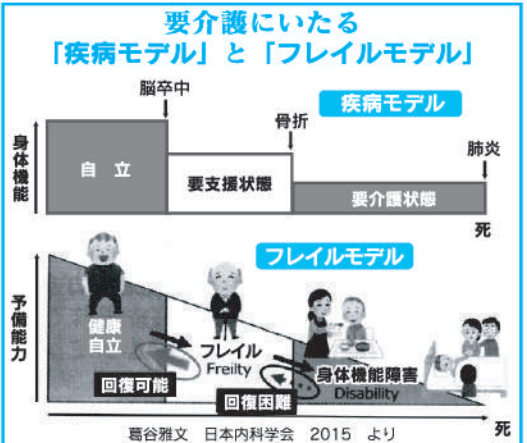 要介護にいたる
「疾病モデル」と「フレイルモデル」
脳卒中
疾病モデル
骨折
肺炎
身体機能
自立
要支援状態
要介護状態
死
フレイルモデル
予備能力
健康
自立
フレイル
Freilty
身体機能障害
Disability
回復可能
回復困難
葛谷雅文 日本内科学会 2015 より
死